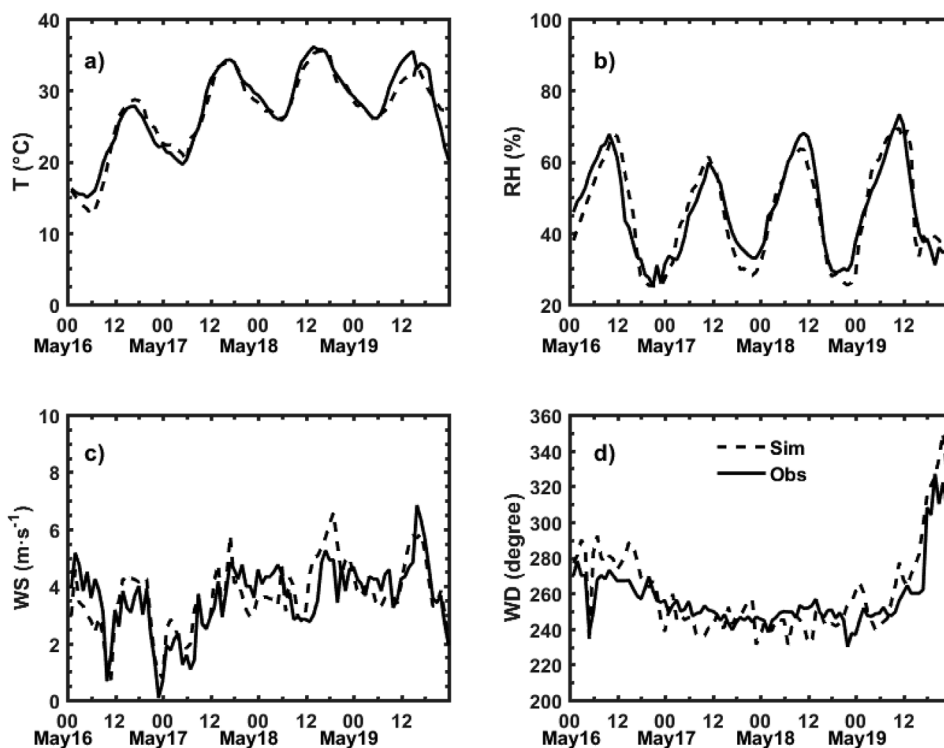 40
a)
30
T (°C)
20
10
0
00 12 00 12 00 12 00 12
May16 May17 May18 May19
100
b)
80
RH (%)
60
40
20
00 12 00 12 00 12 00 12
May16 May17 May18 May19
10
c)
8
6
WS (m·s⁻¹)
4
2
0
00 12 00 12 00 12 00 12
May16 May17 May18 May19
360
d) Sim
340
Obs
320
300
WD (degree)
280
260
240
220
200
00 12 00 12 00 12 00 12
May16 May17 May18 May19